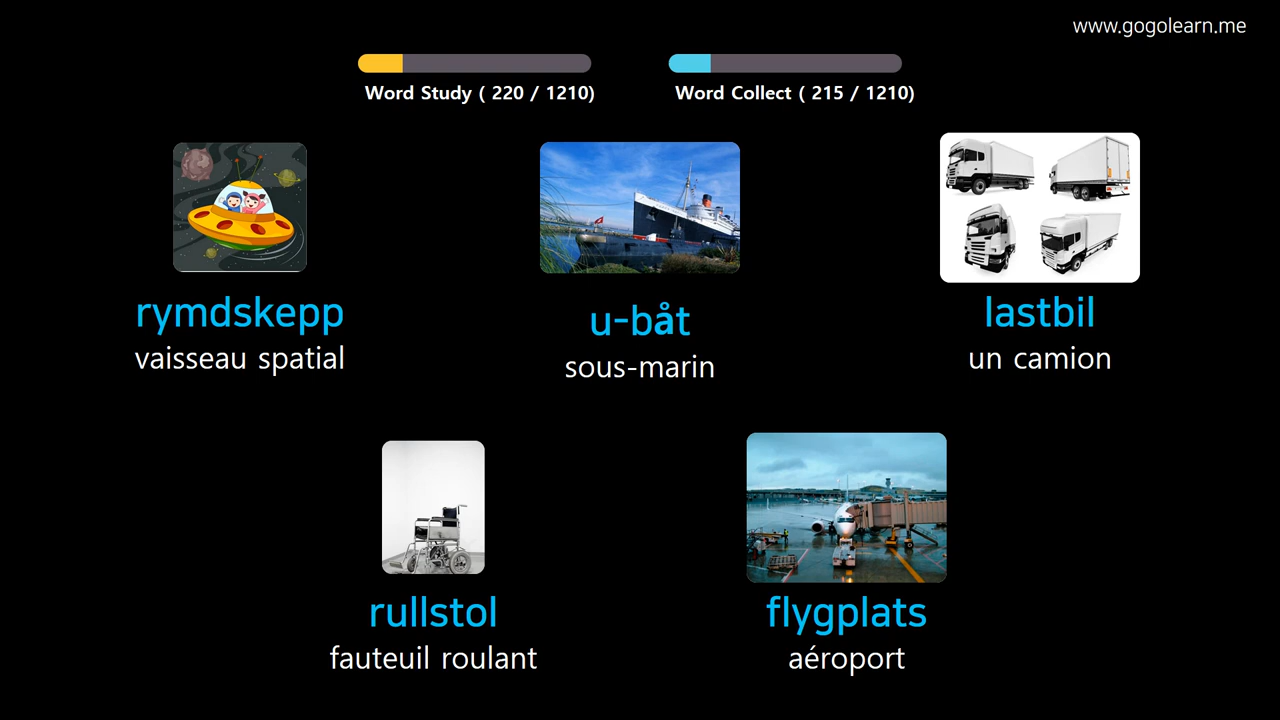 www.gogolearn.me
Word Study ( 220 / 1210)
Word Collect ( 215 / 1210)
rymdskepp
vaisseau spatial
u-båt
sous-marin
lastbil
un camion
rullstol
fauteuil roulant
flygplats
aéroport